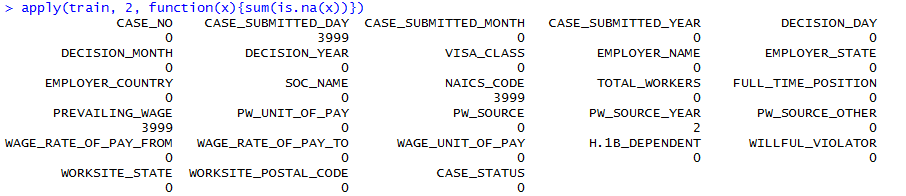 > apply(train, 2, function(x){sum(is.na(x))})
CASE_NO CASE_SUBMITTED_DAY CASE_SUBMITTED_MONTH CASE_SUBMITTED_YEAR DECISION_DAY
0 3999 0 0 0
DECISION_MONTH DECISION_YEAR VISA_CLASS EMPLOYER_NAME EMPLOYER_STATE
0 0 0 0 0
EMPLOYER_COUNTRY SOC_NAME NAICS_CODE TOTAL_WORKERS FULL_TIME_POSITION
0 0 3999 0 0
PREVAILING_WAGE PW_UNIT_OF_PAY PW_SOURCE PW_SOURCE_YEAR PW_SOURCE_OTHER
3999 0 0 2 0
WAGE_RATE_OF_PAY_FROM WAGE_RATE_OF_PAY_TO WAGE_UNIT_OF_PAY H.1B_DEPENDENT WILLFUL_VIOLATOR
0 0 0 0 0
WORKSITE_STATE WORKSITE_POSTAL_CODE CASE_STATUS
0 0 0